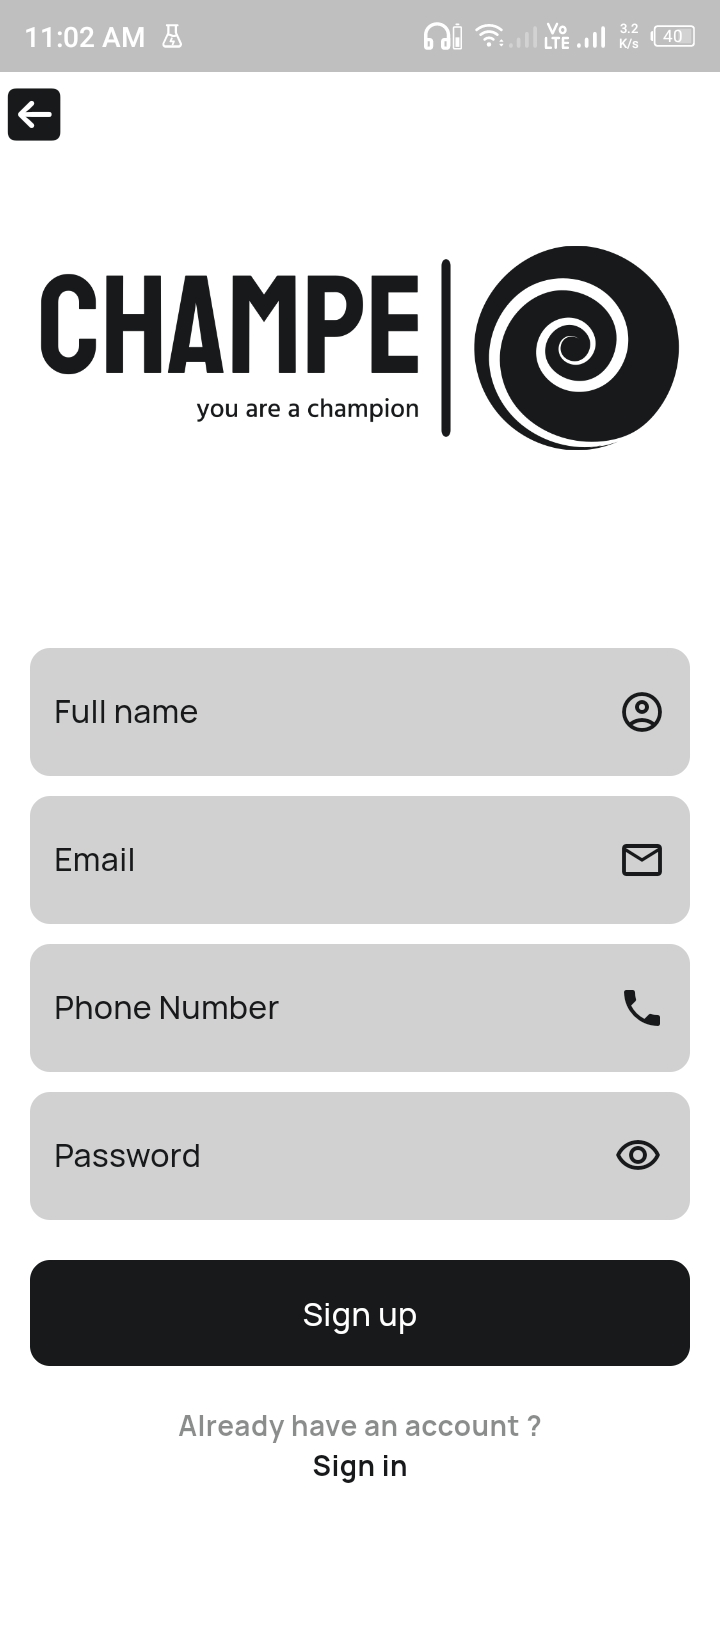 11:02 AM
Vo
LTE
3.2
K/s
40
CHAMPE
you are a champion
Full name
Email
Phone Number
Password
Sign up
Already have an account ?
Sign in